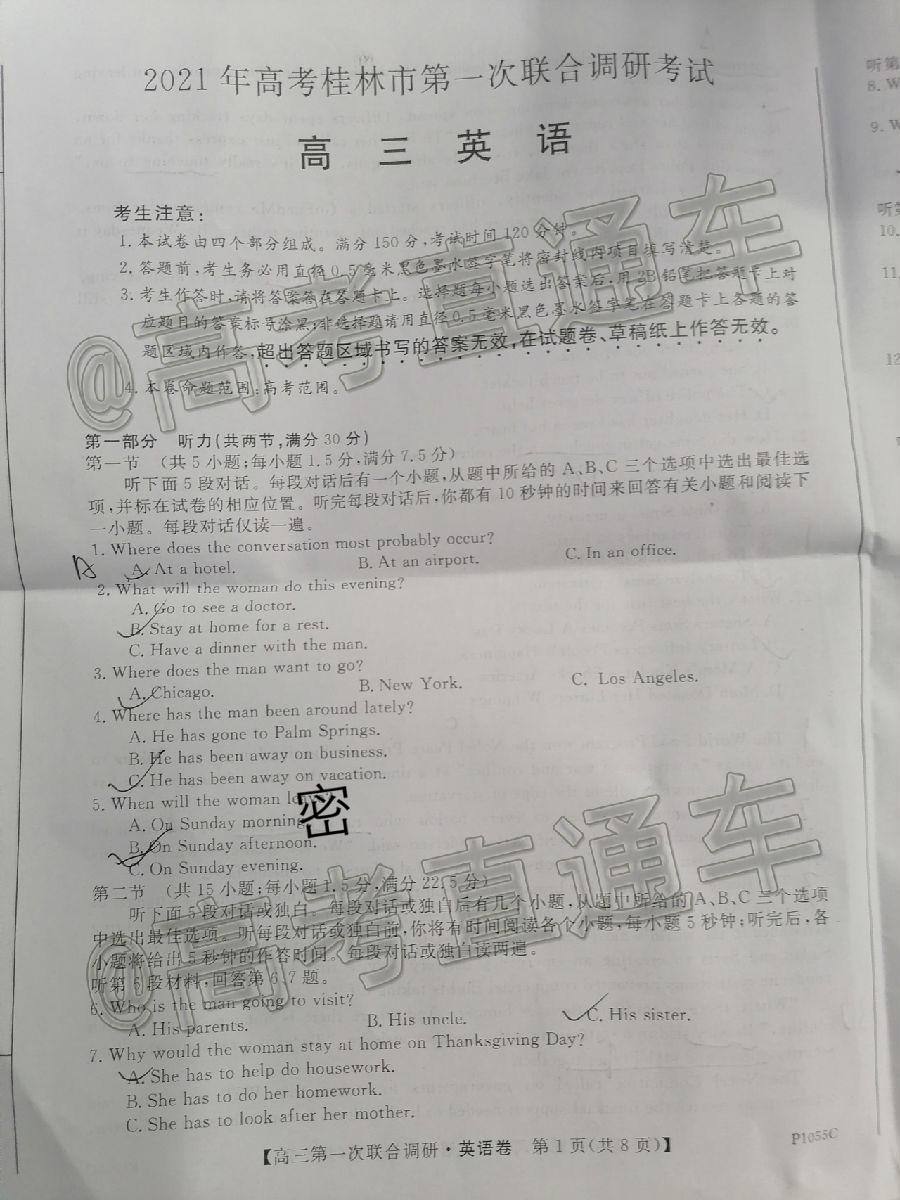 2021年高考桂林市第一次联合调研考试
高 三 英 语
考生注意：
1. 本试卷由四个部分组成。满分150分，考试时间120分钟。
2. 答题前，考生务必用直径0.5毫米黑色墨水签字笔将密封线内项目填写清楚。
3. 考生作答时，请将答案答在答题卡上。选择题每小题选出答案后，用2B铅笔把答题卡上对
应题目的答案标号涂黑；非选择题请用直径0.5毫米黑色墨水签字笔在答题卡上各题的答
题区域内作答，超出答题区域书写的答案无效，在试题卷、草稿纸上作答无效。
4. 本卷命题范围：高考范围。
@高考直通车
第一部分 听力(共两节，满分30分)
第一节 (共5小题；每小题1.5分，满分7.5分)
听下面5段对话。每段对话后有一个小题，从题中所给的A、B、C三个选项中选出最佳选
项，并标在试卷的相应位置。听完每段对话后，你都有10秒钟的时间来回答有关小题和阅读下
一小题。每段对话仅读一遍。
1. Where does the conversation most probably occur?
A
A. At a hotel. B. At an airport. C. In an office.
2. What will the woman do this evening?
A. Go to see a doctor.
B. Stay at home for a rest.
C. Have a dinner with the man.
3. Where does the man want to go?
A. Chicago. B. New York. C. Los Angeles.
4. Where has the man been around lately?
A. He has gone to Palm Springs.
B. He has been away on business.
C. He has been away on vacation.
5. When will the woman
密
A. On Sunday morning
B. On Sunday afternoon.
C. On Sunday evening.
@高考直通车
第二节 (共15小题；每小题1.5分，满分22.5分)
听下面5段对话或独白。每段对话或独白后有几个小题，从题中所给的A、B、C三个选项
中选出最佳选项。听每段对话或独白前，你将有时间阅读各个小题，每小题5秒钟；听完后，各
小题将给出5秒钟的作答时间。每段对话或独白读两遍。
听第6段材料，回答第6、7题。
6. Who is the man going to visit?
A. His parents. B. His uncle. C. His sister.
7. Why would the woman stay at home on Thanksgiving Day?
A. She has to help do housework.
B. She has to do her homework.
C. She has to look after her mother.
【高三第一次联合调研·英语卷 第1页(共8页)】
P1055C
听第
8. W
9. W
听第
10.
11.
12